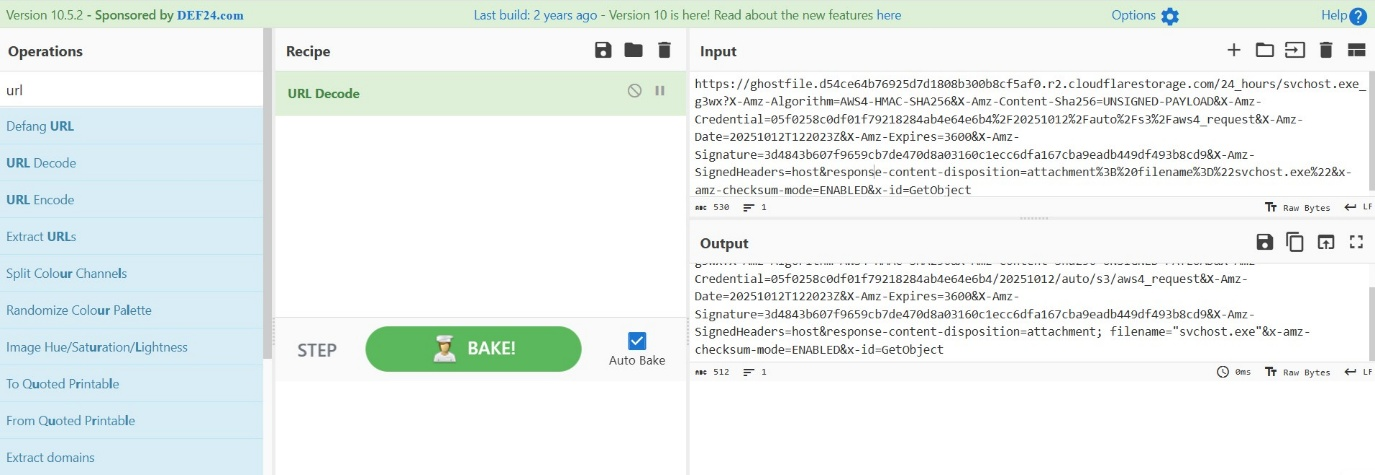 Version 10.5.2 - Sponsored by DEF24.com
Last build: 2 years ago - Version 10 is here! Read about the new features here
Options
Help
Operations
url
Defang URL
URL Decode
URL Encode
Extract URLs
Split Colour Channels
Randomize Colour Palette
Image Hue/Saturation/Lightness
To Quoted Printable
From Quoted Printable
Extract domains
Recipe
URL Decode
STEP
BAKE!
Auto Bake
Input
https://ghostfile.d54ce64b76925d7d1808b300b8cf5af0.r2.cloudflarestorage.com/24_hours/svchost.exe_
g3wx?X-Amz-Algorithm=AWS4-HMAC-SHA256&X-Amz-Content-Sha256=UNSIGNED-PAYLOAD&X-Amz-
Credential=05f0258c0df01f79218284ab4e64e6b4%2F20251012%2Fauto%2Fs3%2Faws4_request&X-Amz-
Date=20251012T122023Z&X-Amz-Expires=3600&X-Amz-
Signature=3d4843b607f9659cb7de470d8a03160c1ecc6dfa167cba9eadb449df493b8cd9&X-Amz-
SignedHeaders=host&response-content-disposition=attachment%3B%20filename%3D%22svchost.exe%22&x-
amz-checksum-mode=ENABLED&x-id=GetObject
ABC 530 1
Tт Raw Bytes LF
Output
Credential=05f0258c0df01f79218284ab4e64e6b4/20251012/auto/s3/aws4_request&X-Amz-
Date=20251012T122023Z&X-Amz-Expires=3600&X-Amz-
Signature=3d4843b607f9659cb7de470d8a03160c1ecc6dfa167cba9eadb449df493b8cd9&X-Amz-
SignedHeaders=host&response-content-disposition=attachment; filename="svchost.exe"&x-amz-
checksum-mode=ENABLED&x-id=GetObject
ABC 512 1
0ms Tт Raw Bytes LF